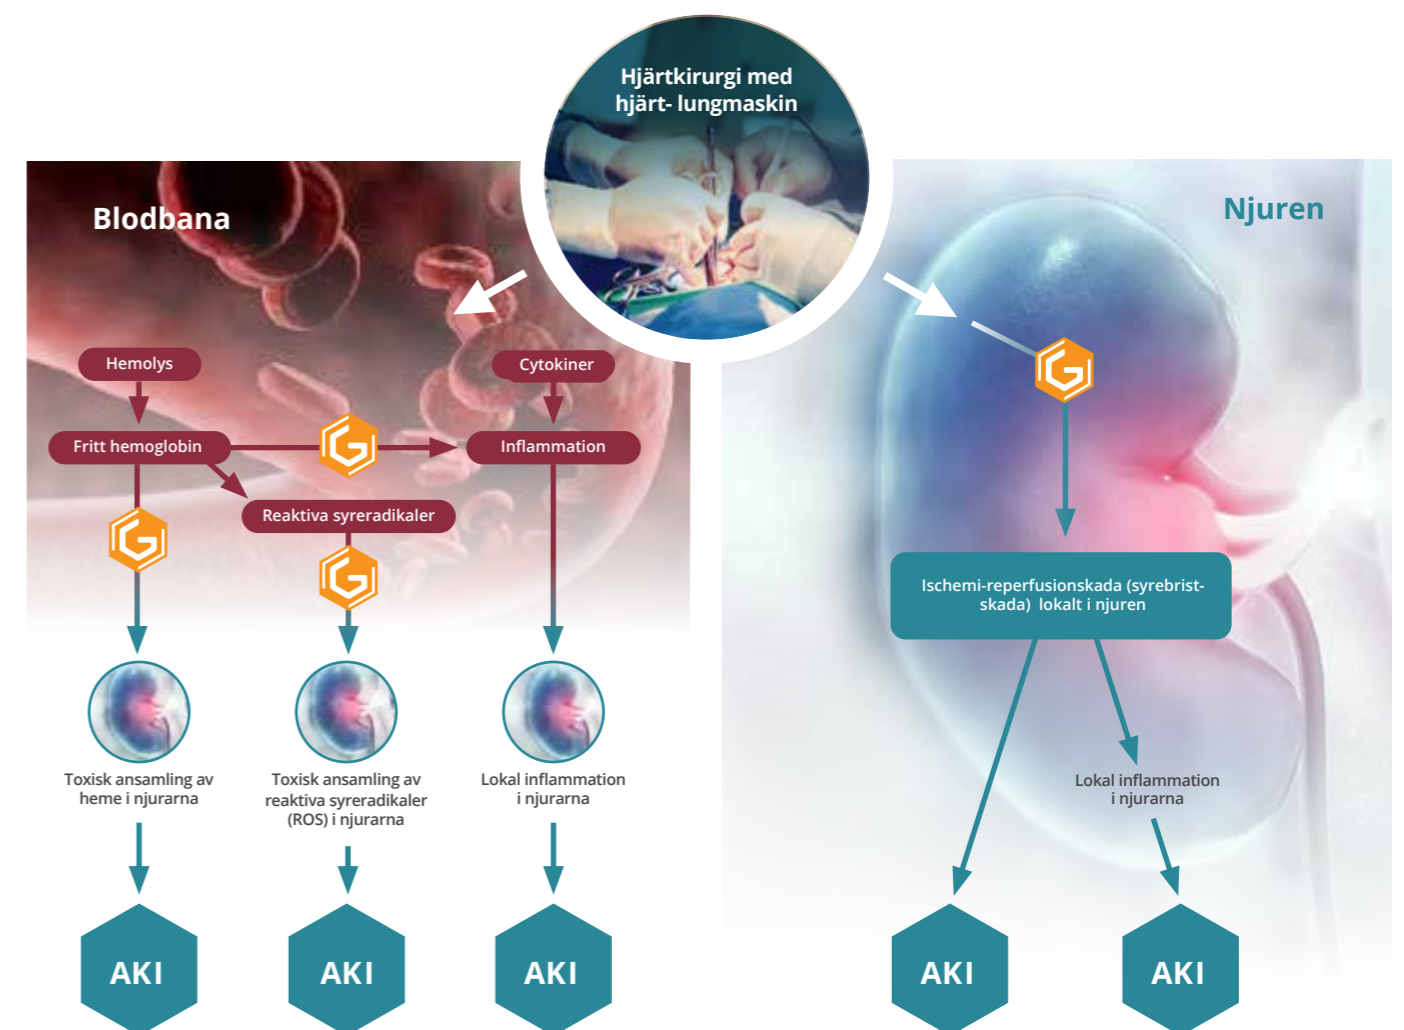 Hjärtkirurgi med
hjärt- lungmaskin
Blodbana
Njuren
Hemolys
Cytokiner
Fritt hemoglobin
G
Inflammation
Reaktiva syreradikaler
G
G
G
Ischemi-reperfusionskada (syrebrist-
skada) lokalt i njuren
Toxisk ansamling av
heme i njurarna
Toxisk ansamling av
reaktiva syreradikaler
(ROS) i njurarna
Lokal inflammation
i njurarna
Lokal inflammation
i njurarna
AKI
AKI
AKI
AKI
AKI